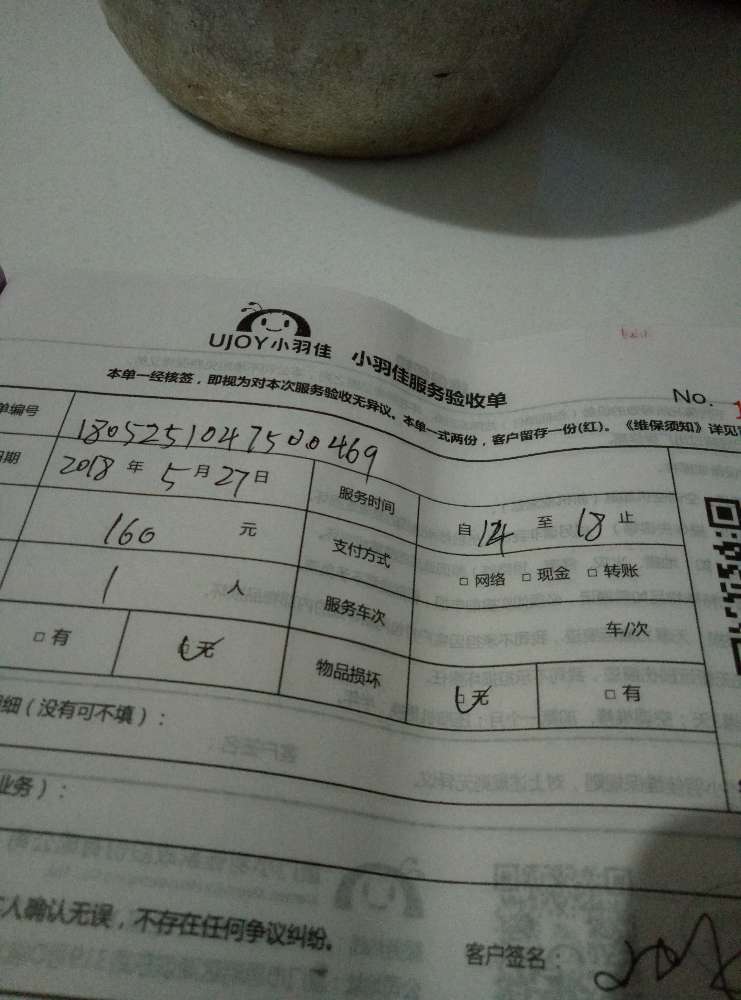 UJOY小羽佳 小羽佳服务验收单
No.
本单一经核签，即视为对本次服务验收无异议。本单一式两份，客户留存一份(红)。《维保须知》详见
单编号 1805251047500469
期 2018 年 5 月 27 日 服务时间 自 14 至 18 止
160 元 支付方式 □ 网络 □ 现金 □ 转账
1 人 服务车次 车/次
□ 有 □ 无 物品损坏 □ 无 □ 有
细（没有可不填）：
业务）：
人确认无误，不存在任何争议纠纷。
客户签名：